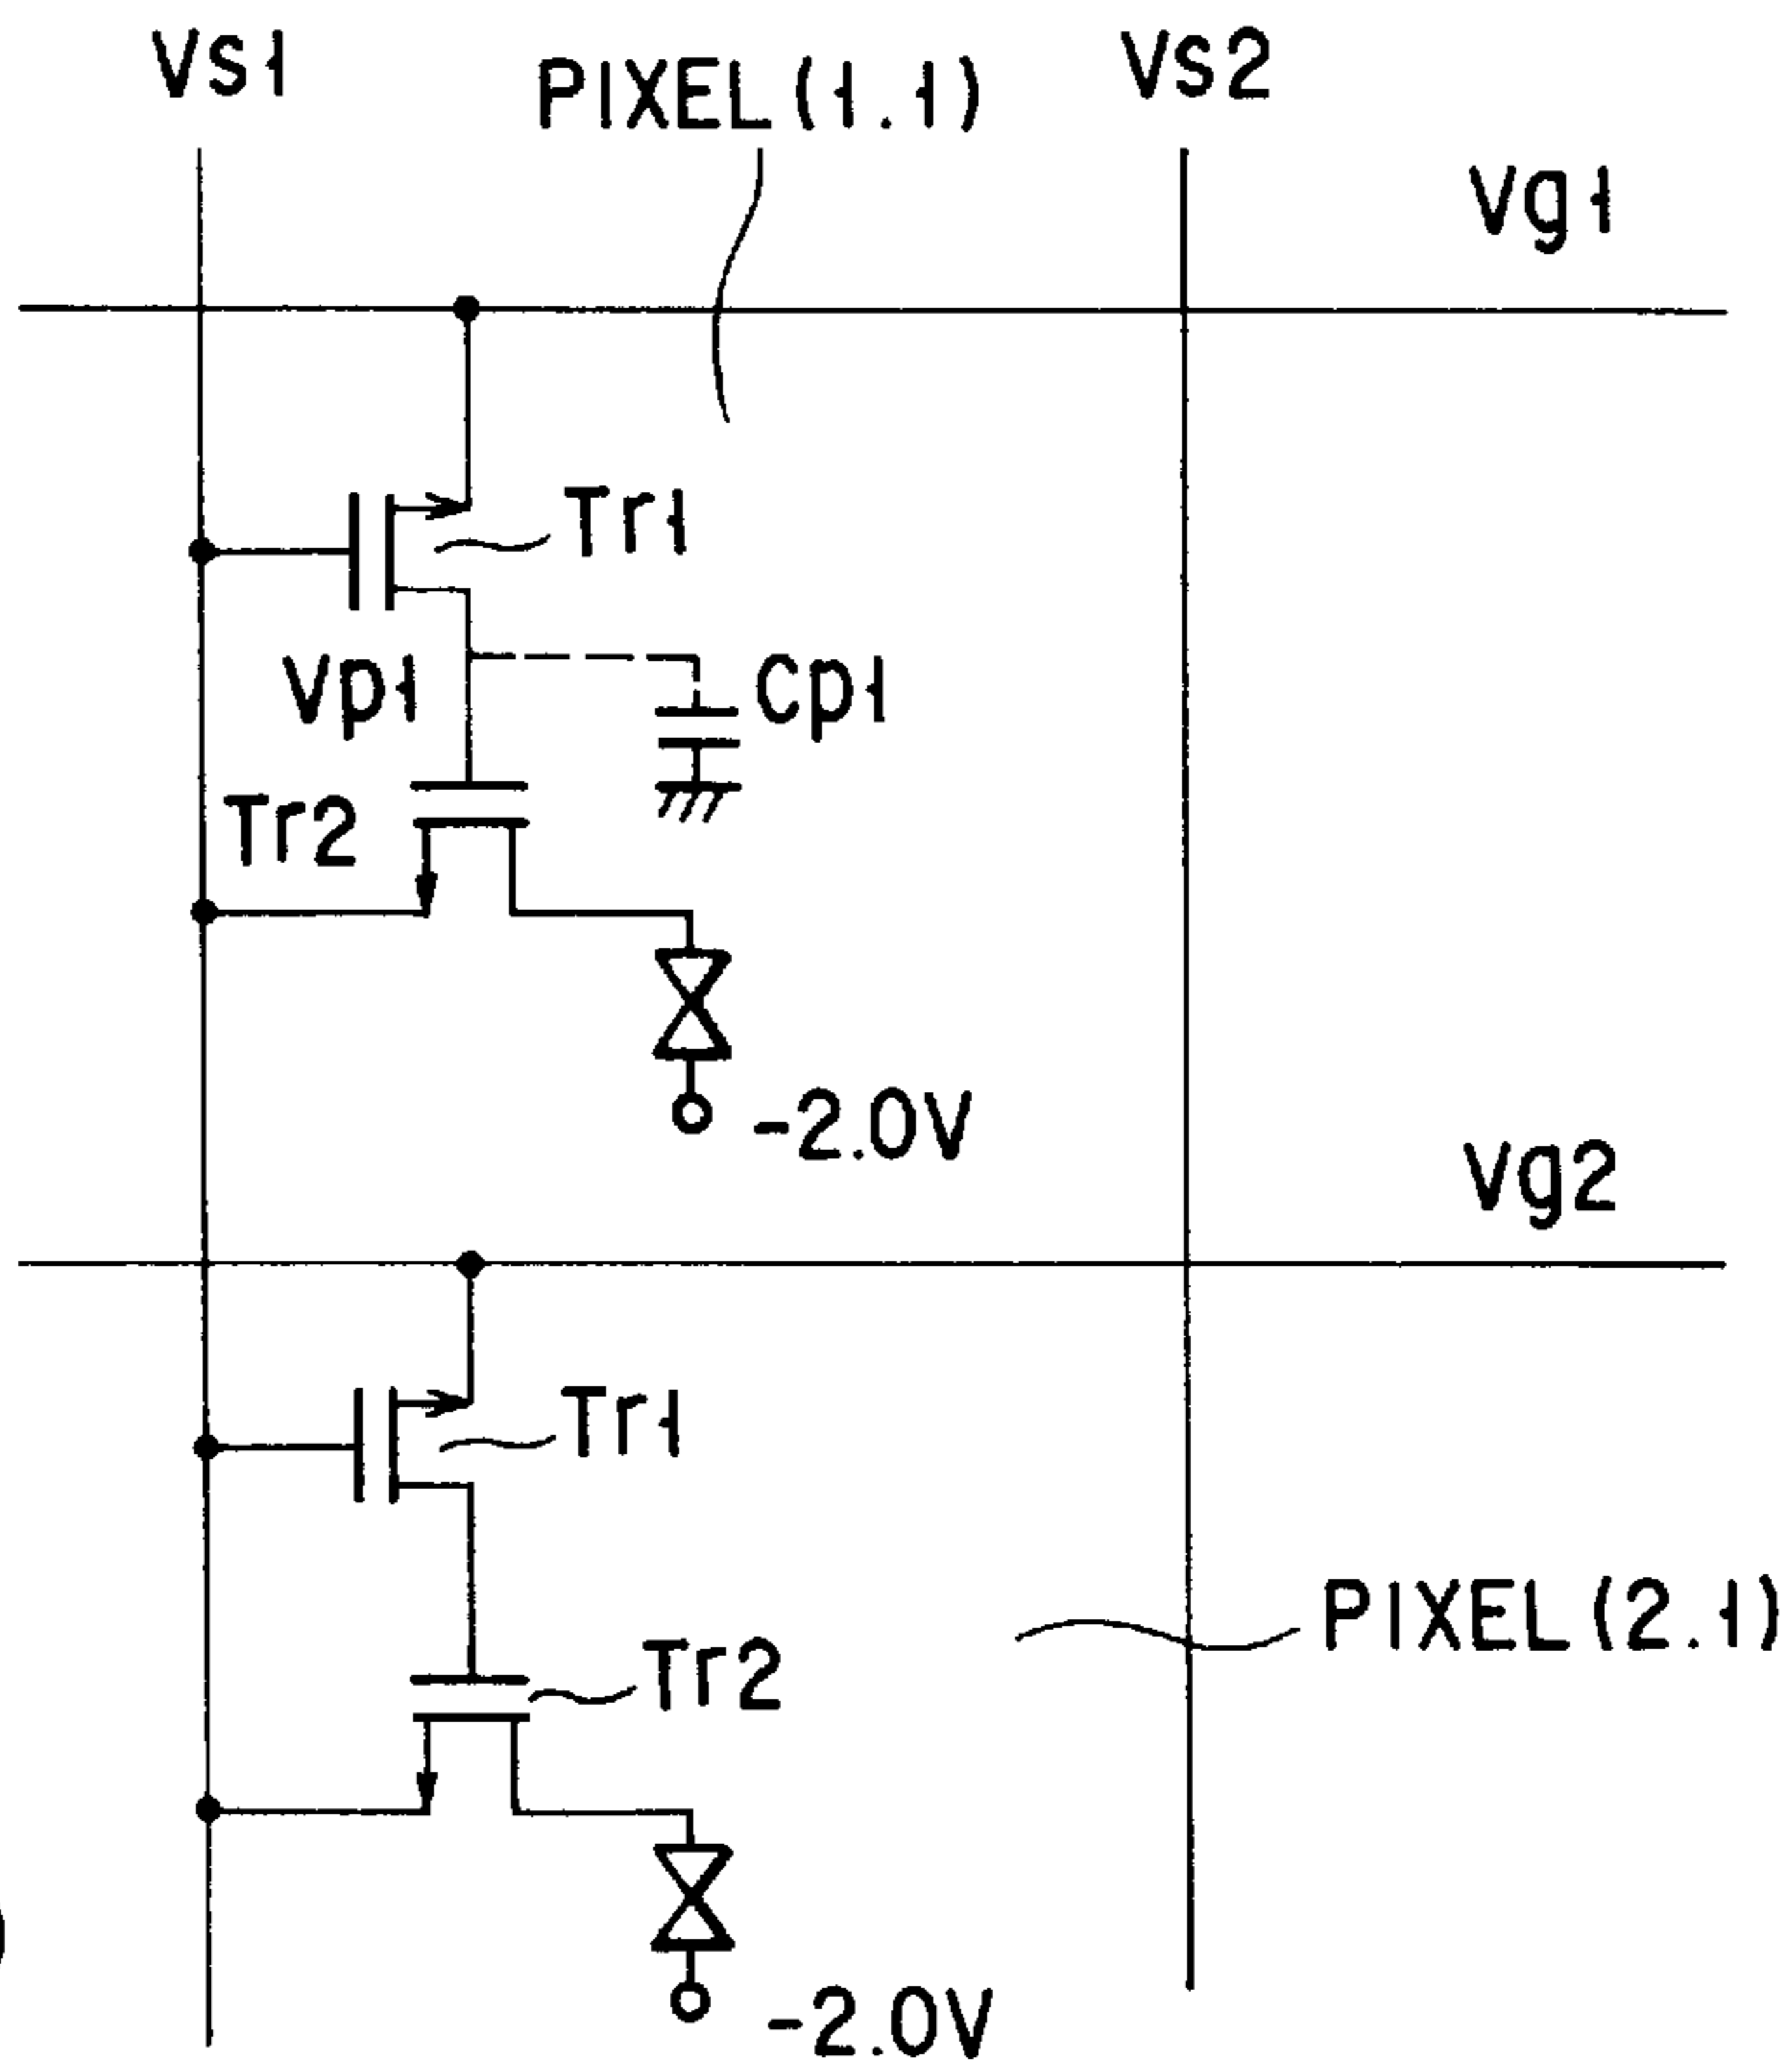 Vs1
Vs2
PIXEL(1.1)
Vg1
Tr1
Vp1
Cp1
Tr2
-2.0V
Vg2
Tr1
PIXEL(2.1)
Tr2
-2.0V